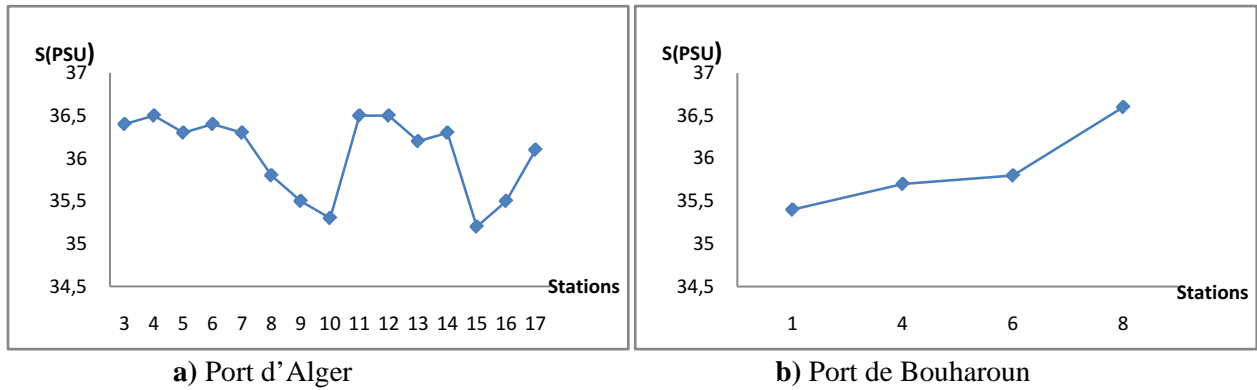 S(PSU)
37
36,5
36
35,5
35
34,5
Stations
3 4 5 6 7 8 9 10 11 12 13 14 15 16 17
a) Port d’Alger
S(PSU)
37
36,5
36
35,5
35
34,5
Stations
1 4 6 8
b) Port de Bouharoun